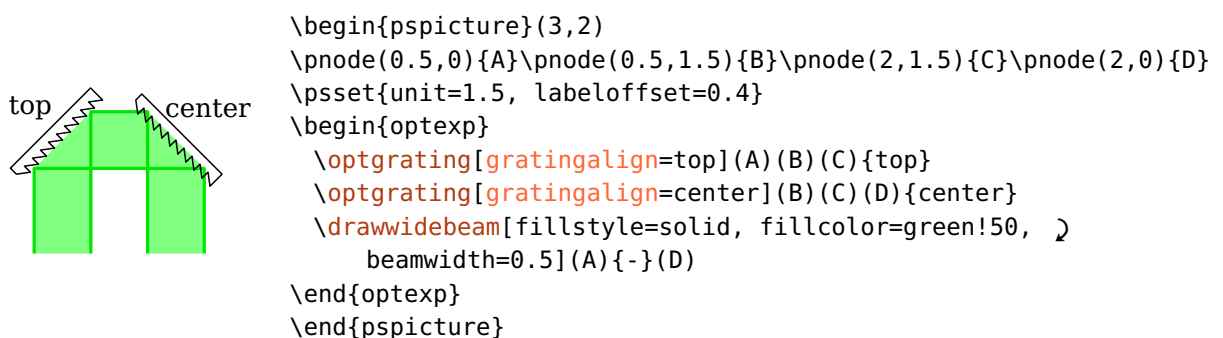 top
center
\begin{pspicture}(3,2)
\pnode(0.5,0){A}\pnode(0.5,1.5){B}\pnode(2,1.5){C}\pnode(2,0){D}
\psset{unit=1.5, labeloffset=0.4}
\begin{optexp}
\optgrating[gratingalign=top](A)(B)(C){top}
\optgrating[gratingalign=center](B)(C)(D){center}
\drawwidebeam[fillstyle=solid, fillcolor=green!50,
beamwidth=0.5](A){-}(D)
\end{optexp}
\end{pspicture}